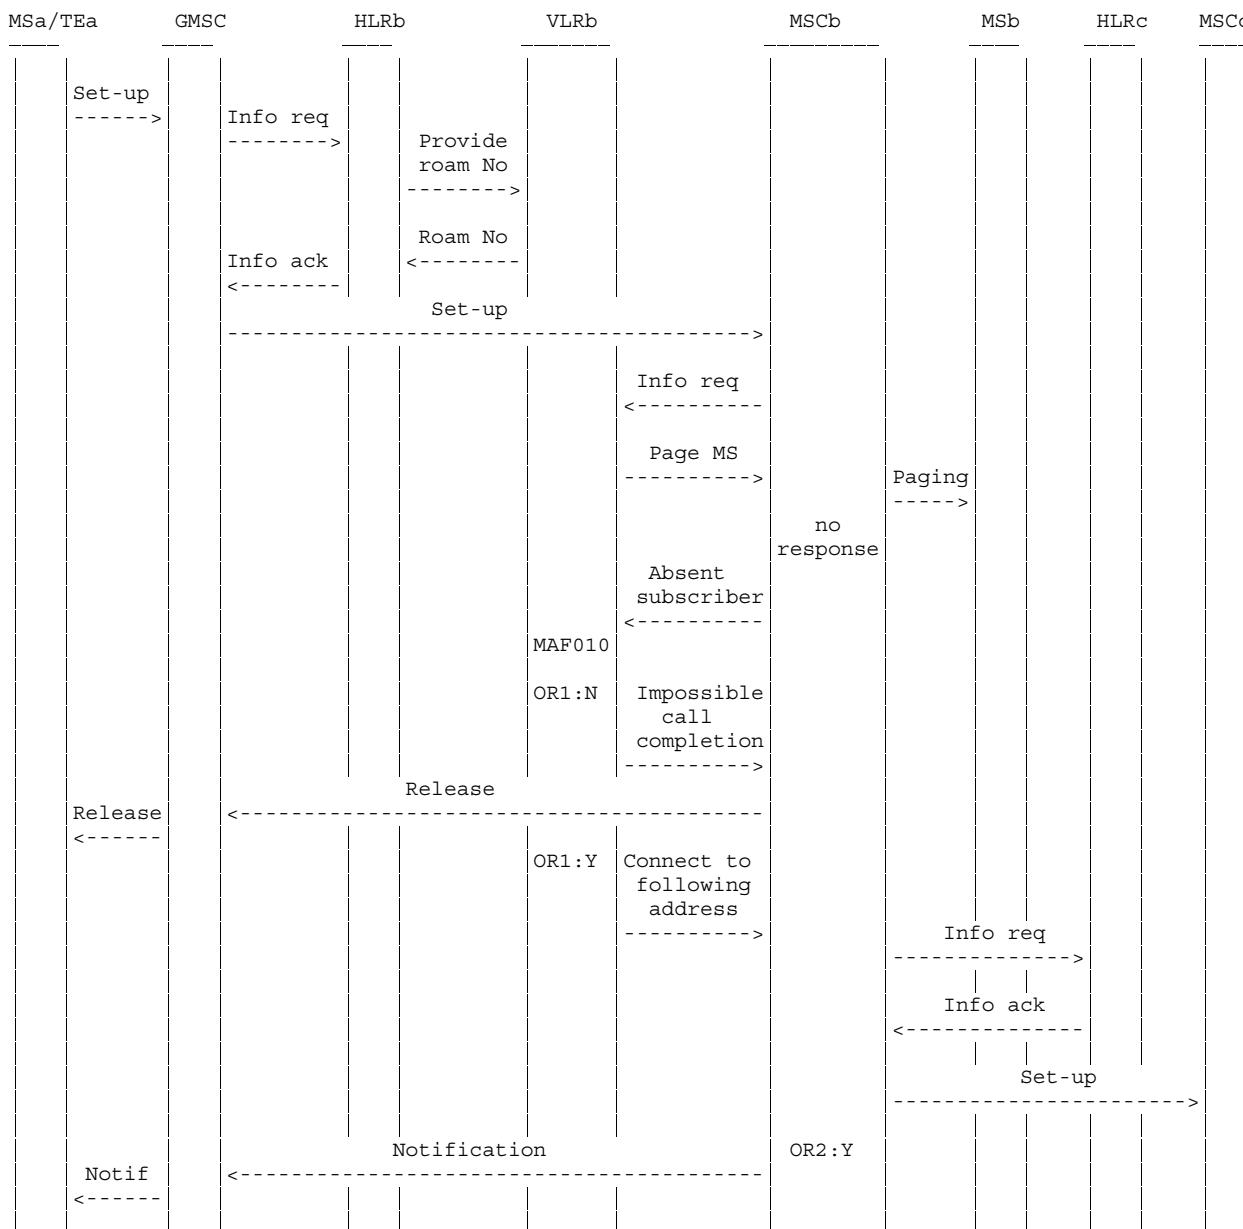 MSa/TEa GMSC HLRb VLRb MSCb MSb HLRc MSCc
Set-up
------> Info req
--------> Provide
roam No
-------->
Roam No
Info ack <--------
<--------
Set-up
----------------------------------------->
Info req
<----------
Page MS
----------> Paging
----->
no
response
Absent
subscriber
<----------
MAF010
OR1:N Impossible
call
completion
---------->
Release
Release <-----------------------------------------
<------
OR1:Y Connect to
following
address
----------> Info req
-------------->
Info ack
<--------------
Set-up
----------------------->
Notification OR2:Y
Notif <-----------------------------------------
<------